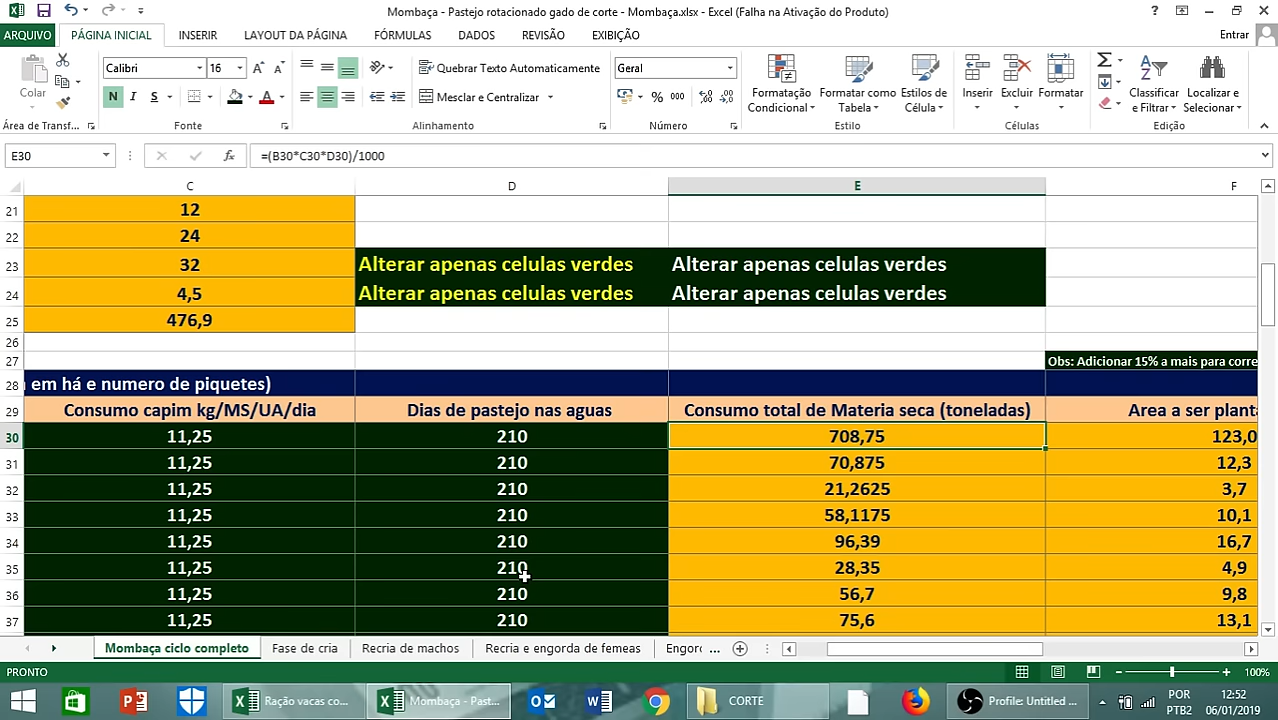 Mombaça - Pastejo rotacionado gado de corte - Mombaça.xlsx - Excel (Falha na Ativação do Produto)
ARQUIVO PÁGINA INICIAL INSERIR LAYOUT DA PÁGINA FÓRMULAS DADOS REVISÃO EXIBIÇÃO Entrar
Colar
Área de Transf...
Calibri 16
N I S
Fonte
Quebrar Texto Automaticamente
Mesclar e Centralizar
Alinhamento
Geral
% 000
Número
Formatação Condicional
Formatar como Tabela
Estilos de Célula
Estilo
Inserir Excluir Formatar
Células
Classificar e Filtrar
Localizar e Selecionar
Edição
E30 fx =(B30*C30*D30)/1000
C D E F
21 12
22 24
23 32 Alterar apenas celulas verdes Alterar apenas celulas verdes
24 4,5 Alterar apenas celulas verdes Alterar apenas celulas verdes
25 476,9
26
27 Obs: Adicionar 15% a mais para corre
28 em há e numero de piquetes)
29 Consumo capim kg/MS/UA/dia Dias de pastejo nas aguas Consumo total de Materia seca (toneladas) Area a ser plant
30 11,25 210 708,75 123,0
31 11,25 210 70,875 12,3
32 11,25 210 21,2625 3,7
33 11,25 210 58,1175 10,1
34 11,25 210 96,39 16,7
35 11,25 210 28,35 4,9
36 11,25 210 56,7 9,8
37 11,25 210 75,6 13,1
Mombaça ciclo completo Fase de cria Recria de machos Recria e engorda de femeas Engorc ...
PRONTO 100%
Ração vacas co... Mombaça - Past... CORTE Profile: Untitled ... POR 12:52
PTB2 06/01/2019